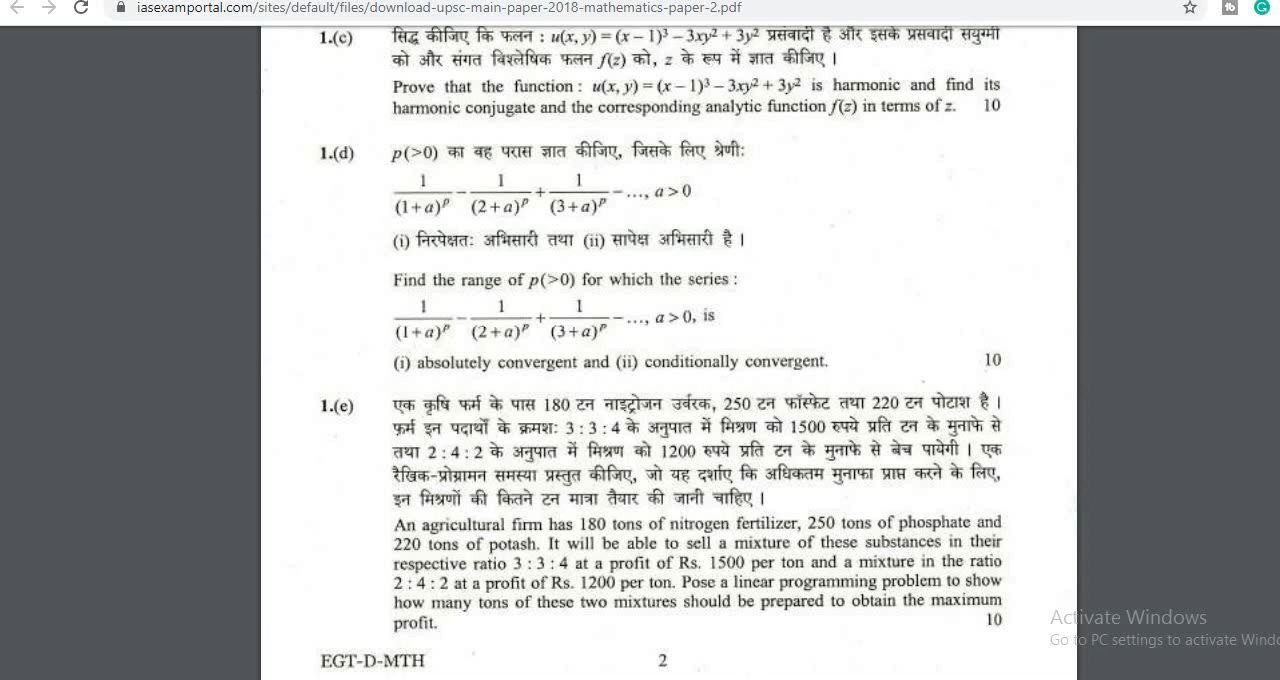 iasexamportal.com/sites/default/files/download-upsc-main-paper-2018-mathematics-paper-2.pdf
1.(c) सिद्ध कीजिए कि फलन : u(x, y) = (x – 1)³ – 3xy² + 3y² प्रसंवादी है और इसके प्रसंवादी संयुग्मी
को और संगत विश्लेषिक फलन f(z) को, z के रूप में ज्ञात कीजिए ।
Prove that the function : u(x, y) = (x – 1)³ – 3xy² + 3y² is harmonic and find its
harmonic conjugate and the corresponding analytic function f(z) in terms of z. 10
1.(d) p(>0) का वह परास ज्ञात कीजिए, जिसके लिए श्रेणी:
1/(1+a)ᵖ – 1/(2+a)ᵖ + 1/(3+a)ᵖ – ..., a > 0
(i) निरपेक्षतः अभिसारी तथा (ii) सापेक्ष अभिसारी है ।
Find the range of p(>0) for which the series :
1/(1+a)ᵖ – 1/(2+a)ᵖ + 1/(3+a)ᵖ – ..., a > 0, is
(i) absolutely convergent and (ii) conditionally convergent. 10
1.(e) एक कृषि फर्म के पास 180 टन नाइट्रोजन उर्वरक, 250 टन फॉस्फेट तथा 220 टन पोटाश है ।
फ़र्म इन पदार्थों के क्रमशः 3 : 3 : 4 के अनुपात में मिश्रण को 1500 रुपये प्रति टन के मुनाफे से
तथा 2 : 4 : 2 के अनुपात में मिश्रण को 1200 रुपये प्रति टन के मुनाफे से बेच पायेगी । एक
रैखिक-प्रोग्रामन समस्या प्रस्तुत कीजिए, जो यह दर्शाए कि अधिकतम मुनाफा प्राप्त करने के लिए,
इन मिश्रणों की कितने टन मात्रा तैयार की जानी चाहिए ।
An agricultural firm has 180 tons of nitrogen fertilizer, 250 tons of phosphate and
220 tons of potash. It will be able to sell a mixture of these substances in their
respective ratio 3 : 3 : 4 at a profit of Rs. 1500 per ton and a mixture in the ratio
2 : 4 : 2 at a profit of Rs. 1200 per ton. Pose a linear programming problem to show
how many tons of these two mixtures should be prepared to obtain the maximum
profit. 10
Activate Windows
Go to PC settings to activate Windo
EGT-D-MTH 2